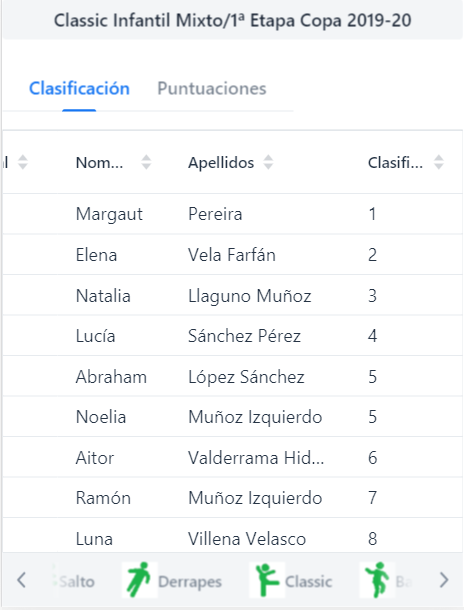 Classic Infantil Mixto/1ª Etapa Copa 2019-20
Clasificación Puntuaciones
Nom... Apellidos Clasifi...
Margaut Pereira 1
Elena Vela Farfán 2
Natalia Llaguno Muñoz 3
Lucía Sánchez Pérez 4
Abraham López Sánchez 5
Noelia Muñoz Izquierdo 5
Aitor Valderrama Hid... 6
Ramón Muñoz Izquierdo 7
Luna Villena Velasco 8
Salto Derrapes Classic